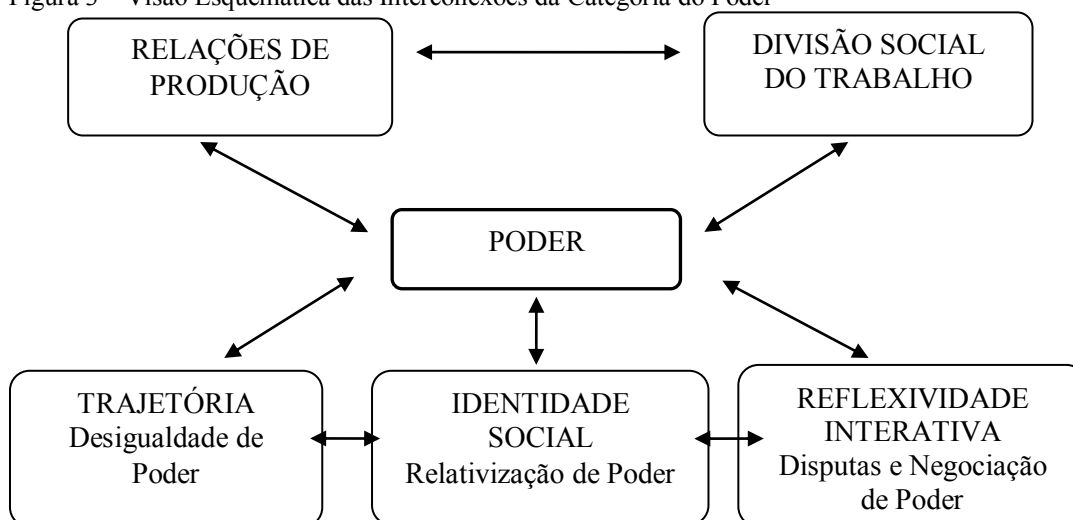 Figura 3 – Visão Esquemática das Interconexões da Categoria do Poder
RELAÇÕES DE
PRODUÇÃO
DIVISÃO SOCIAL
DO TRABALHO
PODER
TRAJETÓRIA
Desigualdade de
Poder
IDENTIDADE
SOCIAL
Relativização de Poder
REFLEXIVIDADE
INTERATIVA
Disputas e Negociação
de Poder